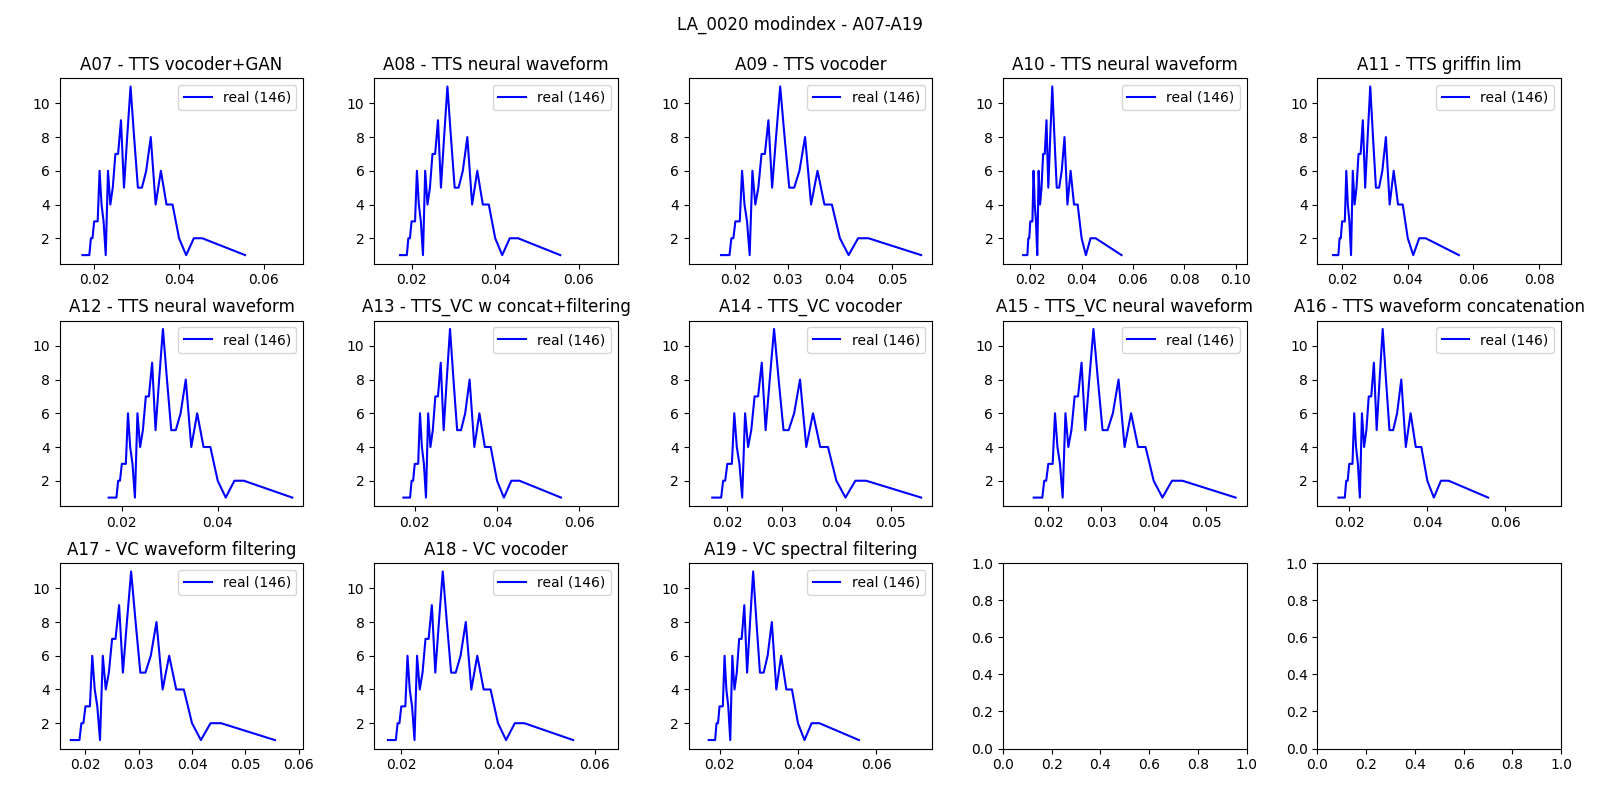 LA_0020 modindex - A07-A19
A07 - TTS vocoder+GAN
A08 - TTS neural waveform
A09 - TTS vocoder
A10 - TTS neural waveform
A11 - TTS griffin lim
real (146)
real (146)
real (146)
real (146)
real (146)
10 8 6 4 2
10 8 6 4 2
10 8 6 4 2
10 8 6 4 2
10 8 6 4 2
0.02 0.04 0.06
0.02 0.04 0.06
0.02 0.03 0.04 0.05
0.02 0.04 0.06 0.08 0.10
0.02 0.04 0.06 0.08
A12 - TTS neural waveform
A13 - TTS_VC w concat+filtering
A14 - TTS_VC vocoder
A15 - TTS_VC neural waveform
A16 - TTS waveform concatenation
real (146)
real (146)
real (146)
real (146)
real (146)
10 8 6 4 2
10 8 6 4 2
10 8 6 4 2
10 8 6 4 2
10 8 6 4 2
0.02 0.04
0.02 0.04 0.06
0.02 0.03 0.04 0.05
0.02 0.03 0.04 0.05
0.02 0.04 0.06
A17 - VC waveform filtering
A18 - VC vocoder
A19 - VC spectral filtering
real (146)
real (146)
real (146)
10 8 6 4 2
10 8 6 4 2
10 8 6 4 2
1.0 0.8 0.6 0.4 0.2 0.0
1.0 0.8 0.6 0.4 0.2 0.0
0.02 0.03 0.04 0.05 0.06
0.02 0.04 0.06
0.02 0.04 0.06
0.0 0.2 0.4 0.6 0.8 1.0
0.0 0.2 0.4 0.6 0.8 1.0